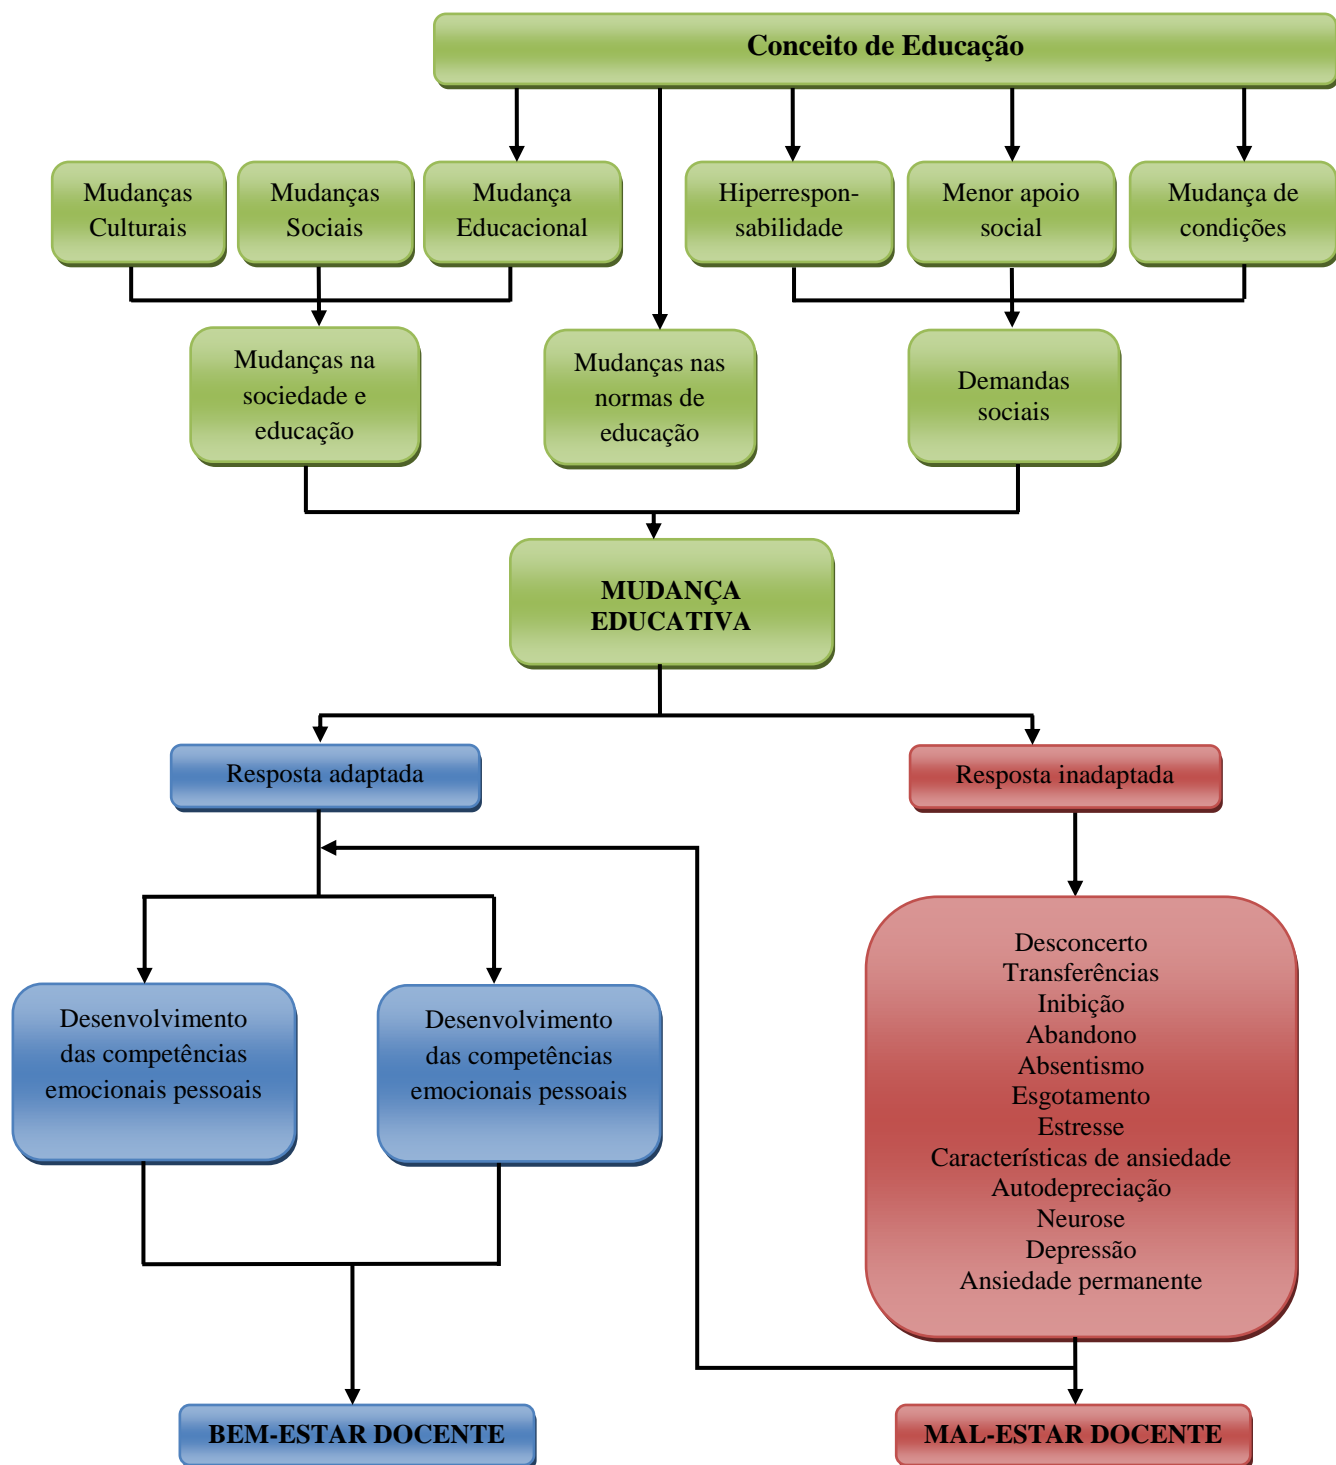 Conceito de Educação
Mudanças
Culturais
Mudanças
Sociais
Mudança
Educacional
Hiperrespon-
sabilidade
Menor apoio
social
Mudança de
condições
Mudanças na
sociedade e
educação
Mudanças nas
normas de
educação
Demandas
sociais
MUDANÇA
EDUCATIVA
Resposta adaptada
Resposta inadaptada
Desenvolvimento
das competências
emocionais pessoais
Desenvolvimento
das competências
emocionais pessoais
Desconcerto
Transferências
Inibição
Abandono
Absentismo
Esgotamento
Estresse
Características de ansiedade
Autodepreciação
Neurose
Depressão
Ansiedade permanente
BEM-ESTAR DOCENTE
MAL-ESTAR DOCENTE